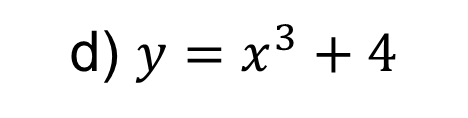 d) y = x³ + 4